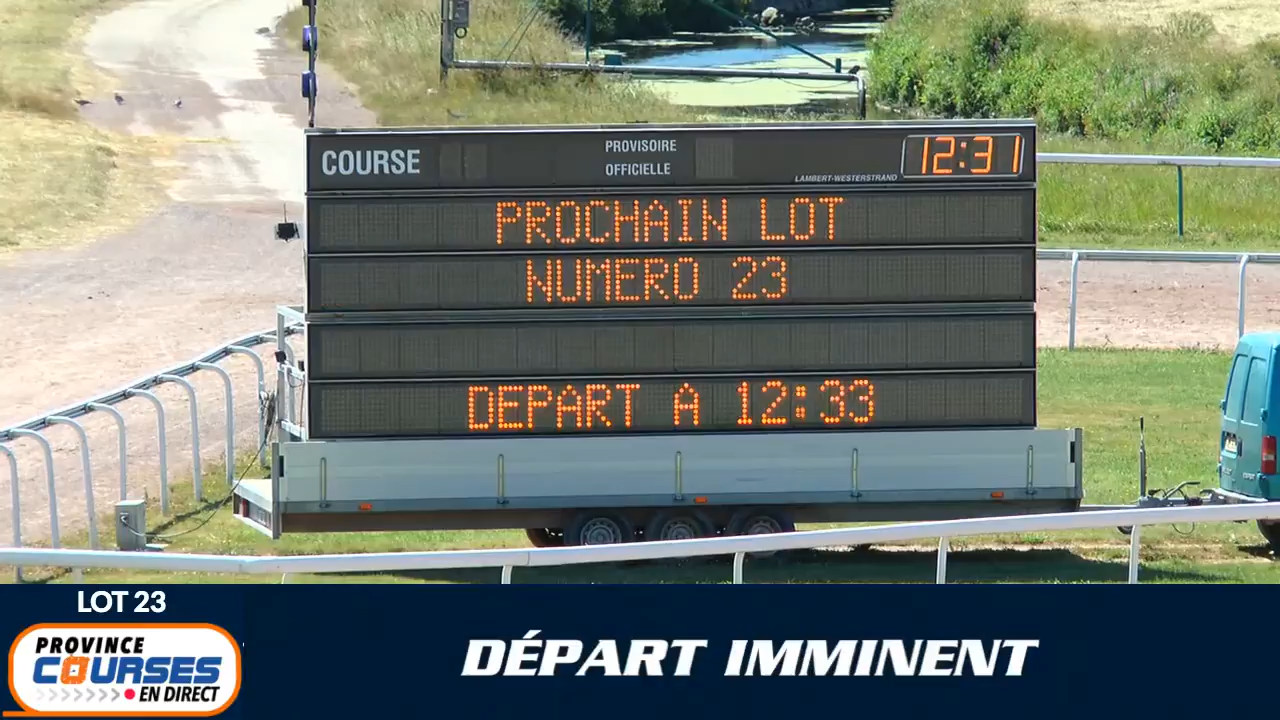 COURSE
PROVISOIRE
OFFICIELLE
LAMBERT-WESTERSTRAND
12:31
PROCHAIN LOT
NUMERO 23
DEPART A 12:33
LOT 23
PROVINCE
COURSES
EN DIRECT
DÉPART IMMINENT